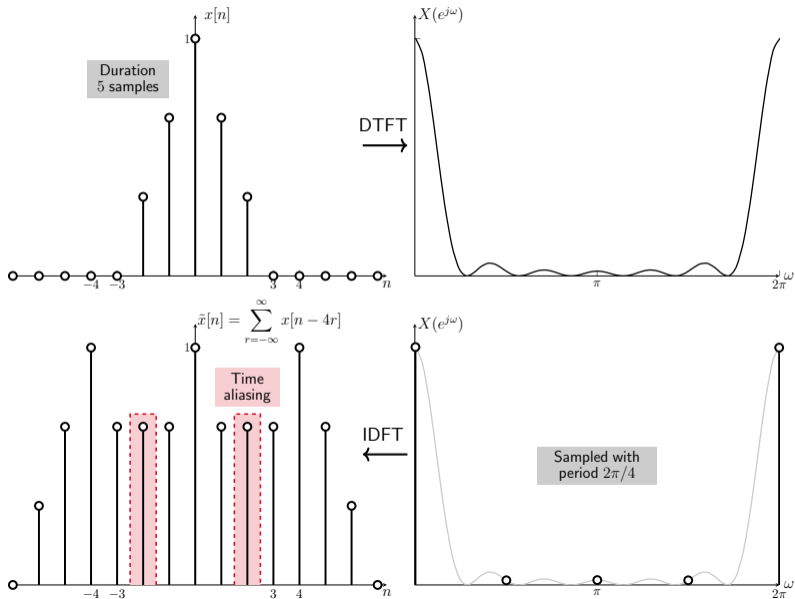 x[n]
1
Duration
5 samples
−4 −3 3 4 n
DTFT
X(e^{jω})
π 2π ω
x̃[n] = ∑_{r=−∞}^{∞} x[n − 4r]
1
Time
aliasing
−4 −3 3 4 n
IDFT
X(e^{jω})
Sampled with
period 2π/4
π 2π ω